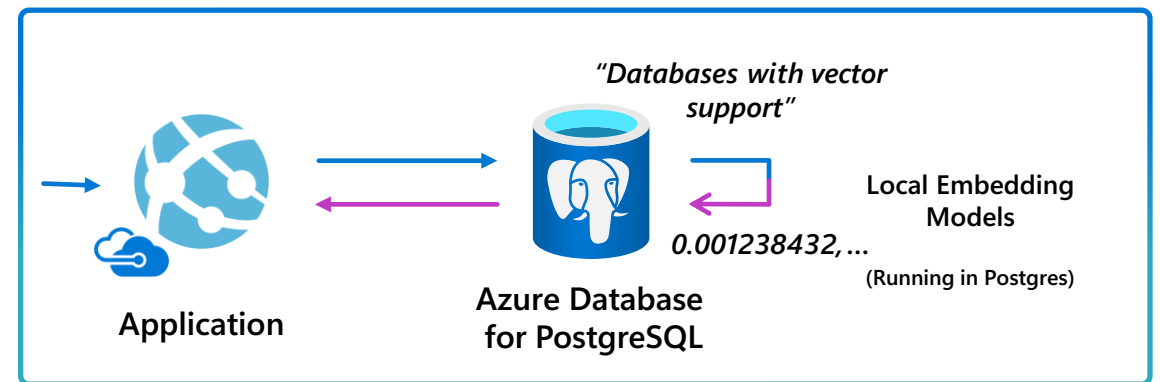 “Databases with vector
support”
Local Embedding
Models
0.001238432, ...
(Running in Postgres)
Azure Database
for PostgreSQL
Application